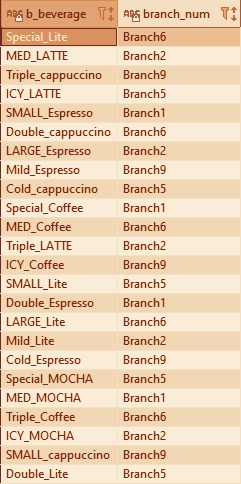 ABC b_beverage ABC branch_num
Special_Lite Branch6
MED_LATTE Branch2
Triple_cappuccino Branch9
ICY_LATTE Branch5
SMALL_Espresso Branch1
Double_cappuccino Branch6
LARGE_Espresso Branch2
Mild_Espresso Branch9
Cold_cappuccino Branch5
Special_Coffee Branch1
MED_Coffee Branch6
Triple_LATTE Branch2
ICY_Coffee Branch9
SMALL_Lite Branch5
Double_Espresso Branch1
LARGE_Lite Branch6
Mild_Lite Branch2
Cold_Espresso Branch9
Special_MOCHA Branch5
MED_MOCHA Branch1
Triple_Coffee Branch6
ICY_MOCHA Branch2
SMALL_cappuccino Branch9
Double_Lite Branch5